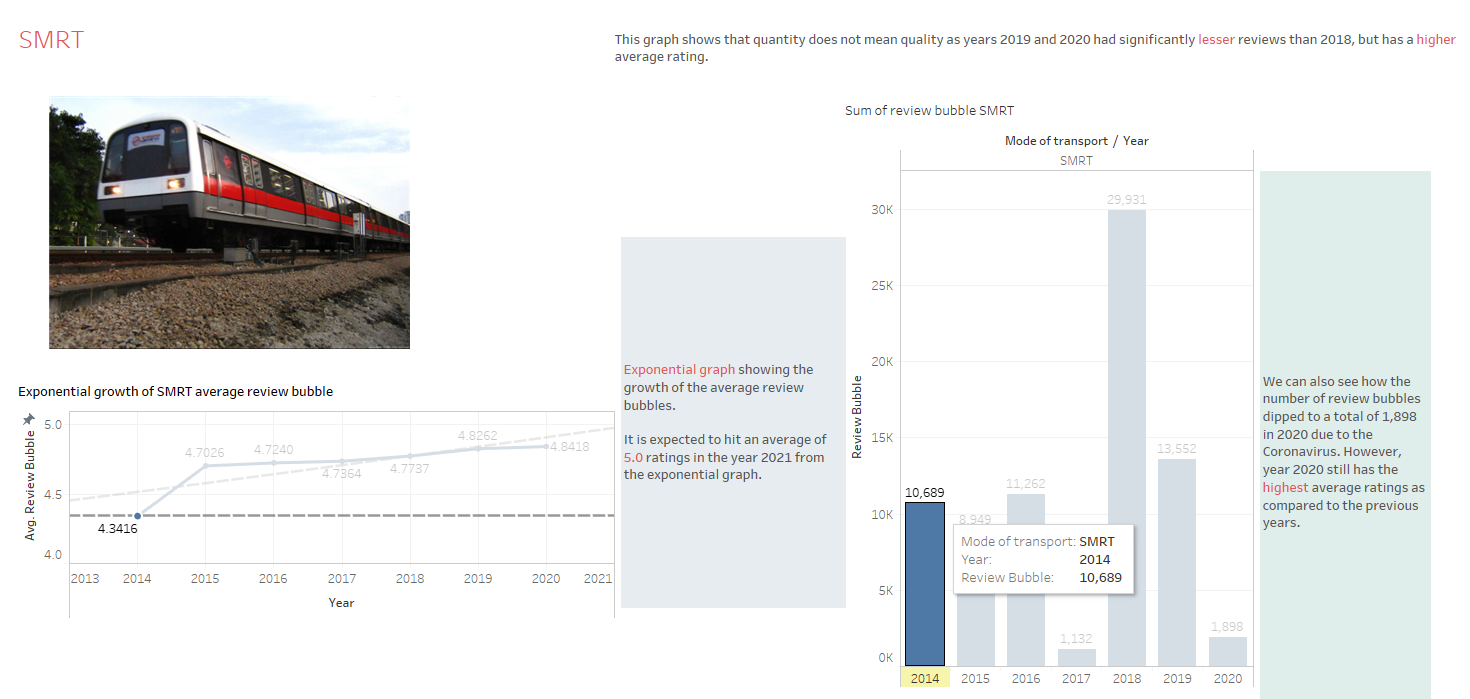 SMRT
This graph shows that quantity does not mean quality as years 2019 and 2020 had significantly lesser reviews than 2018, but has a higher
average rating.
Exponential growth of SMRT average review bubble
Avg. Review Bubble
5.0
4.5
4.0
4.3416
4.7026
4.7240
4.7364
4.7737
4.8262
4.8418
2013
2014
2015
2016
2017
2018
2019
2020
2021
Year
Exponential graph showing the
growth of the average review
bubbles.
It is expected to hit an average of
5.0 ratings in the year 2021 from
the exponential graph.
Sum of review bubble SMRT
Mode of transport / Year
SMRT
Review Bubble
30K
25K
20K
15K
10K
5K
0K
10,689
8,949
11,262
1,132
29,931
13,552
1,898
Mode of transport: SMRT
Year: 2014
Review Bubble: 10,689
2014
2015
2016
2017
2018
2019
2020
We can also see how the
number of review bubbles
dipped to a total of 1,898
in 2020 due to the
Coronavirus. However,
year 2020 still has the
highest average ratings as
compared to the previous
years.